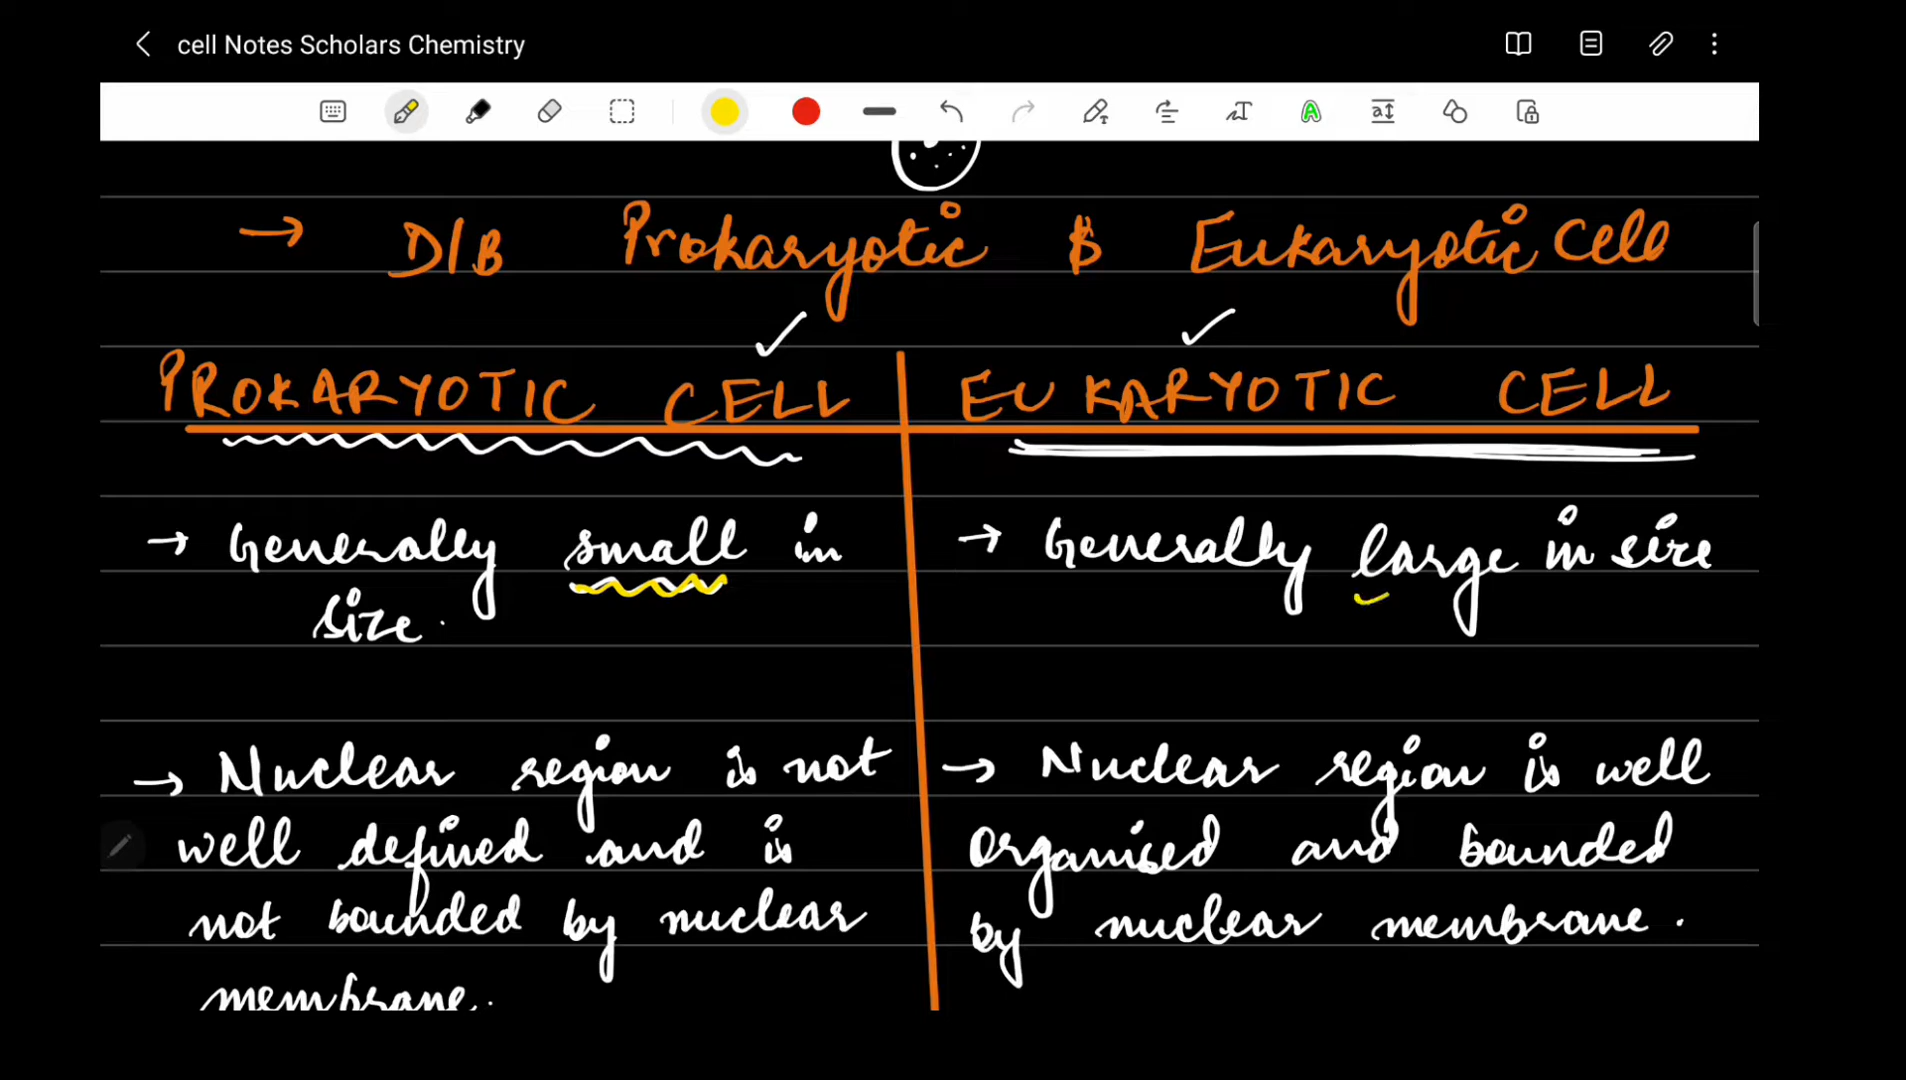 cell Notes Scholars Chemistry
→ D/B Prokaryotic & Eukaryotic Cell
PROKARYOTIC CELL
→ Generally small in
size.
→ Nuclear region is not
well defined and is
not bounded by nuclear
membrane.
EUKARYOTIC CELL
→ Generally large in size
→ Nuclear region is well
organised and bounded
by nuclear membrane.